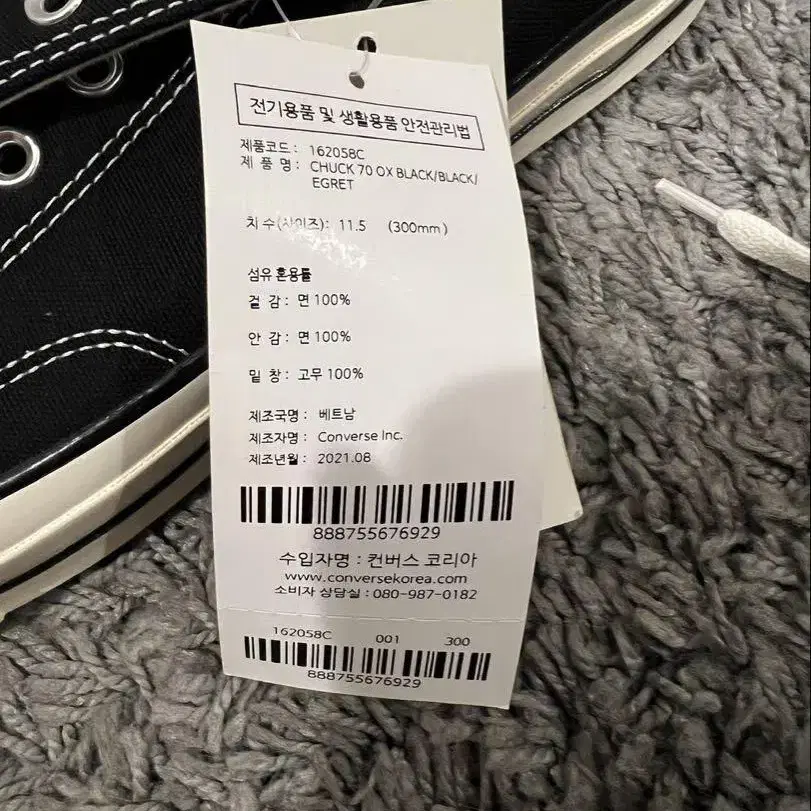 전기용품 및 생활용품 안전관리법
제품코드 : 162058C
제 품 명 : CHUCK 70 OX BLACK/BLACK/
EGRET
치 수(사이즈): 11.5 (300mm)
섬유 혼용률
겉 감 : 면 100%
안 감 : 면 100%
밑 창 : 고무 100%
제조국명 : 베트남
제조자명 : Converse Inc.
제조년월 : 2021.08
888755676929
수입자명 : 컨버스 코리아
www.conversekorea.com
소비자 상담실 : 080-987-0182
162058C 001 300
888755676929